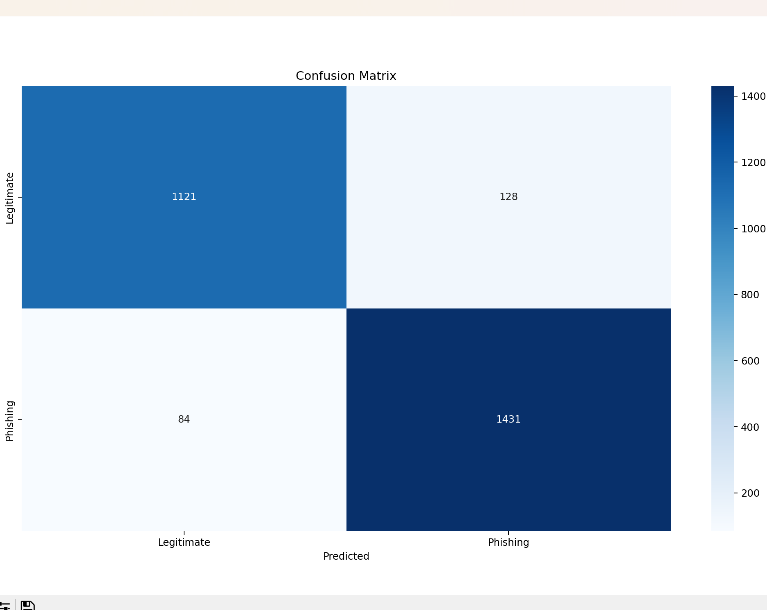 Confusion Matrix
1400
1200
1000
800
600
400
200
Legitimate
1121
128
Phishing
84
1431
Legitimate
Phishing
Predicted